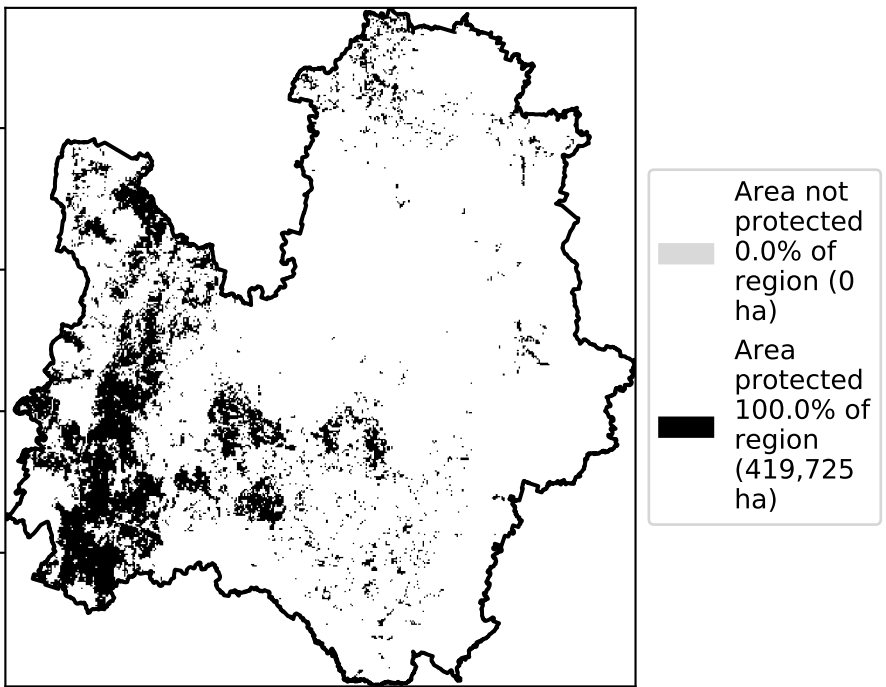 Area not
protected
0.0% of
region (0
ha)
Area
protected
100.0% of
region
(419,725
ha)